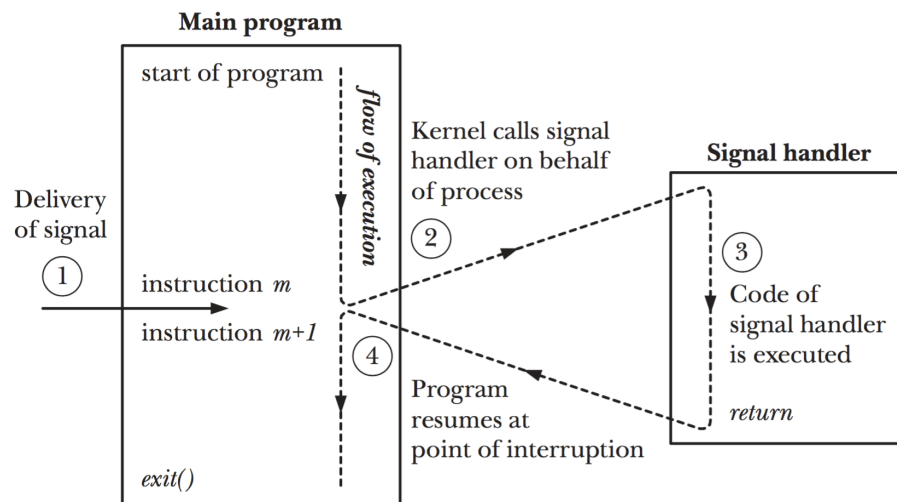 Main program
start of program
flow of execution
Kernel calls signal
handler on behalf
of process
Signal handler
Delivery
of signal
1
2
3
instruction m
instruction m+1
Code of
signal handler
is executed
4
Program
resumes at
point of interruption
return
exit()